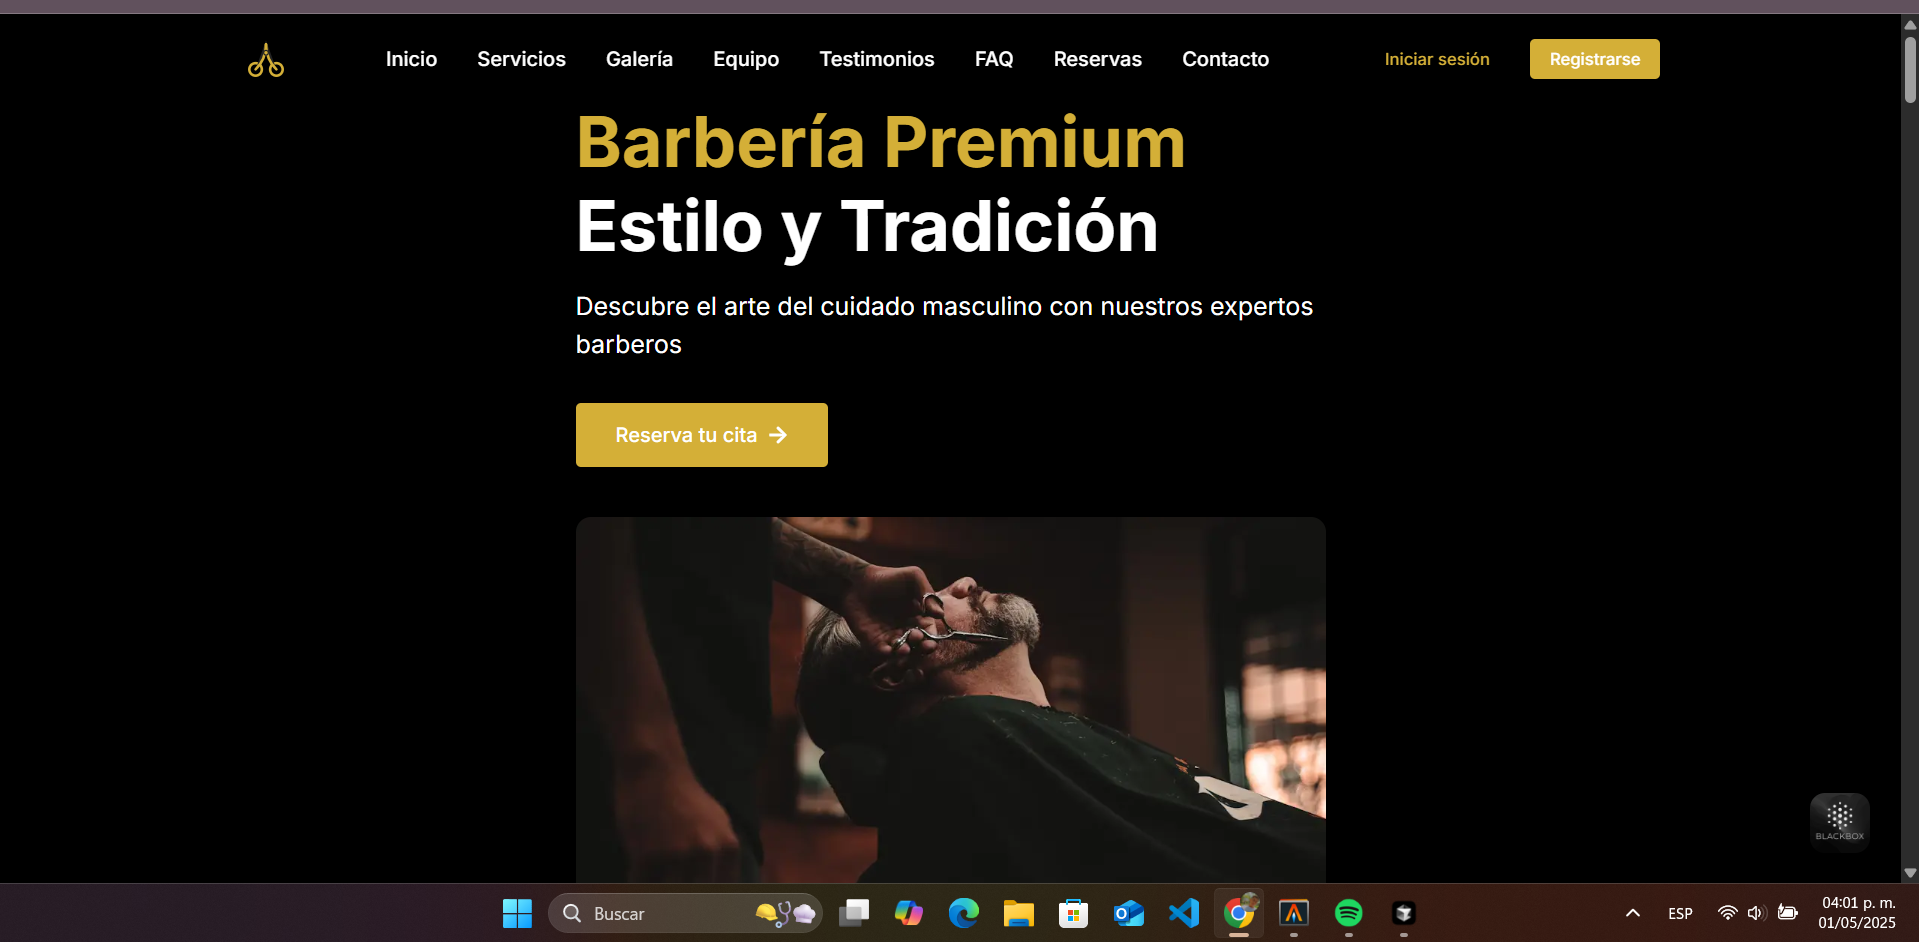 Inicio Servicios Galería Equipo Testimonios FAQ Reservas Contacto Iniciar sesión Registrarse
Barbería Premium
Estilo y Tradición
Descubre el arte del cuidado masculino con nuestros expertos
barberos
Reserva tu cita →
BLACKBOX
Buscar
ESP
04:01 p. m.
01/05/2025